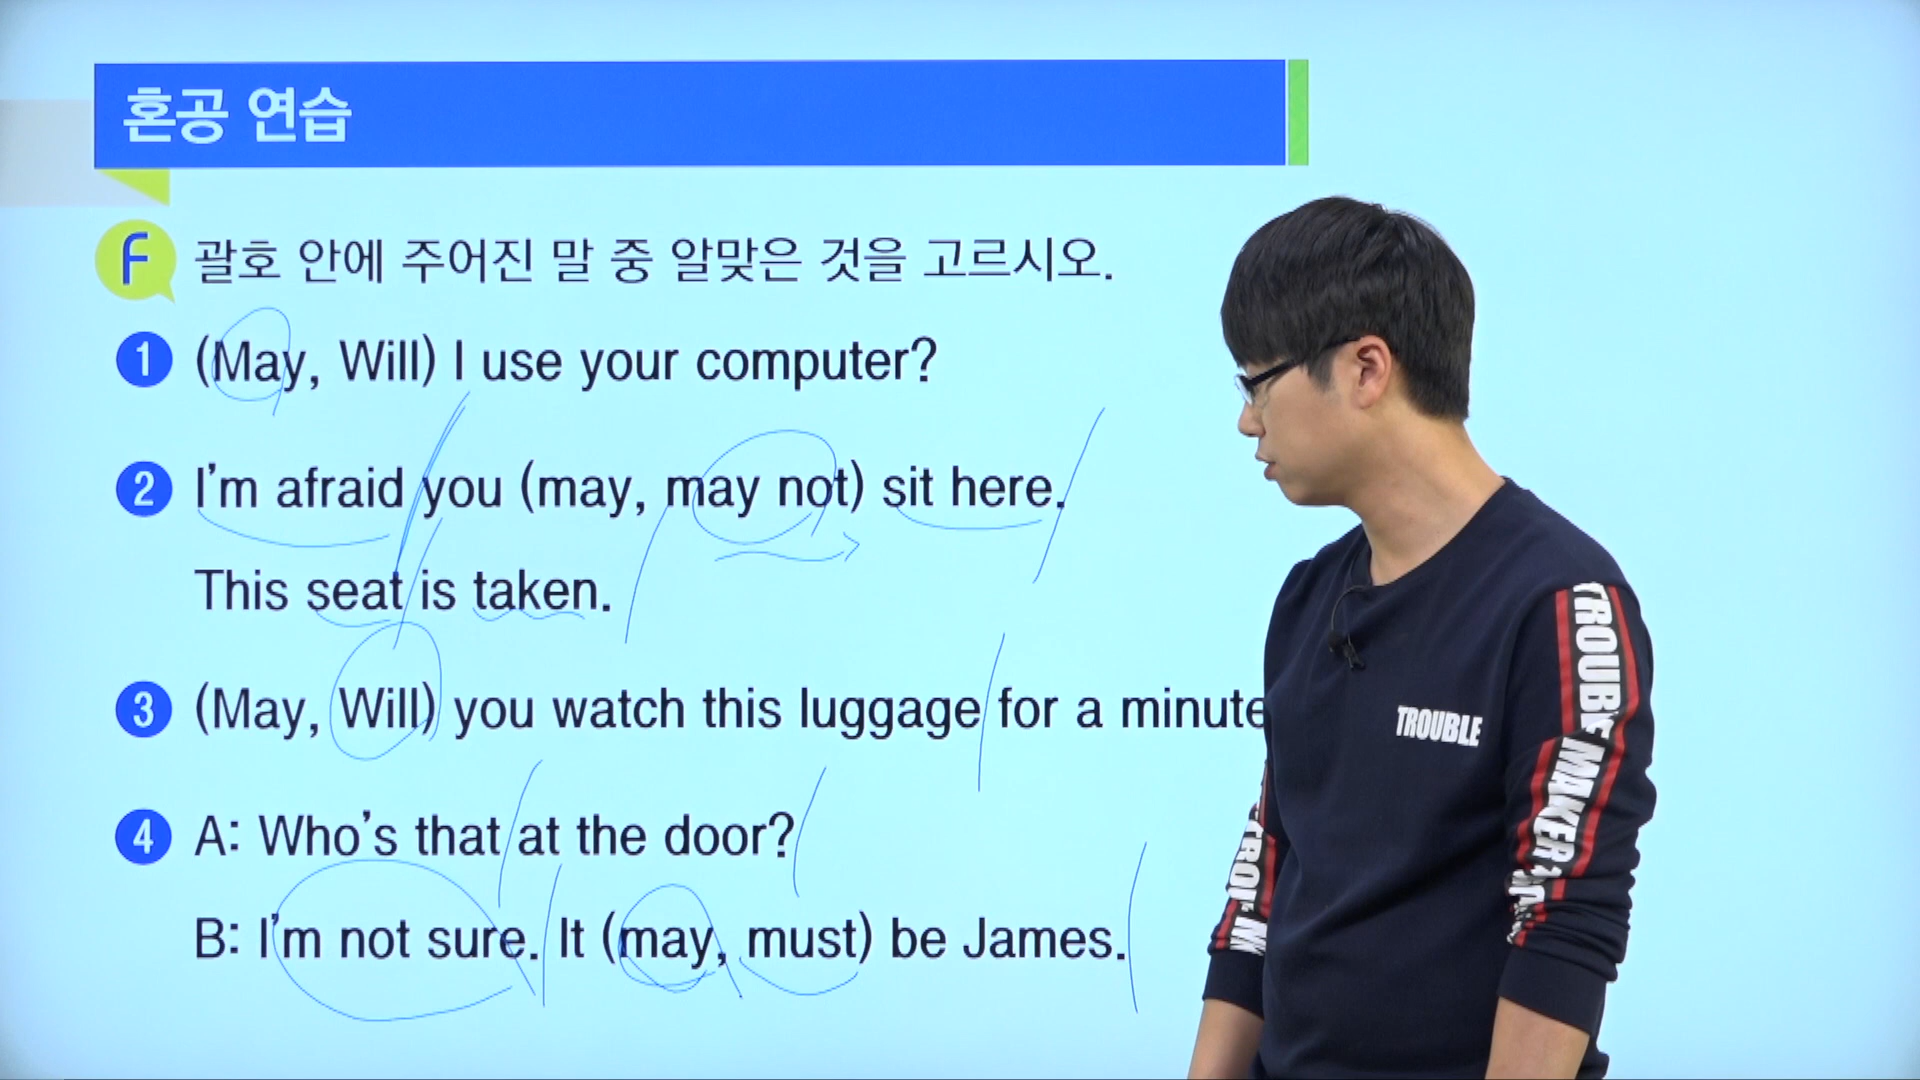 혼공 연습
F 괄호 안에 주어진 말 중 알맞은 것을 고르시오.
1 (May, Will) I use your computer?
2 I'm afraid you (may, may not) sit here.
This seat is taken.
3 (May, Will) you watch this luggage for a minute
4 A: Who's that at the door?
B: I'm not sure. It (may, must) be James.
TROUBLE
TROUBLE MAKER